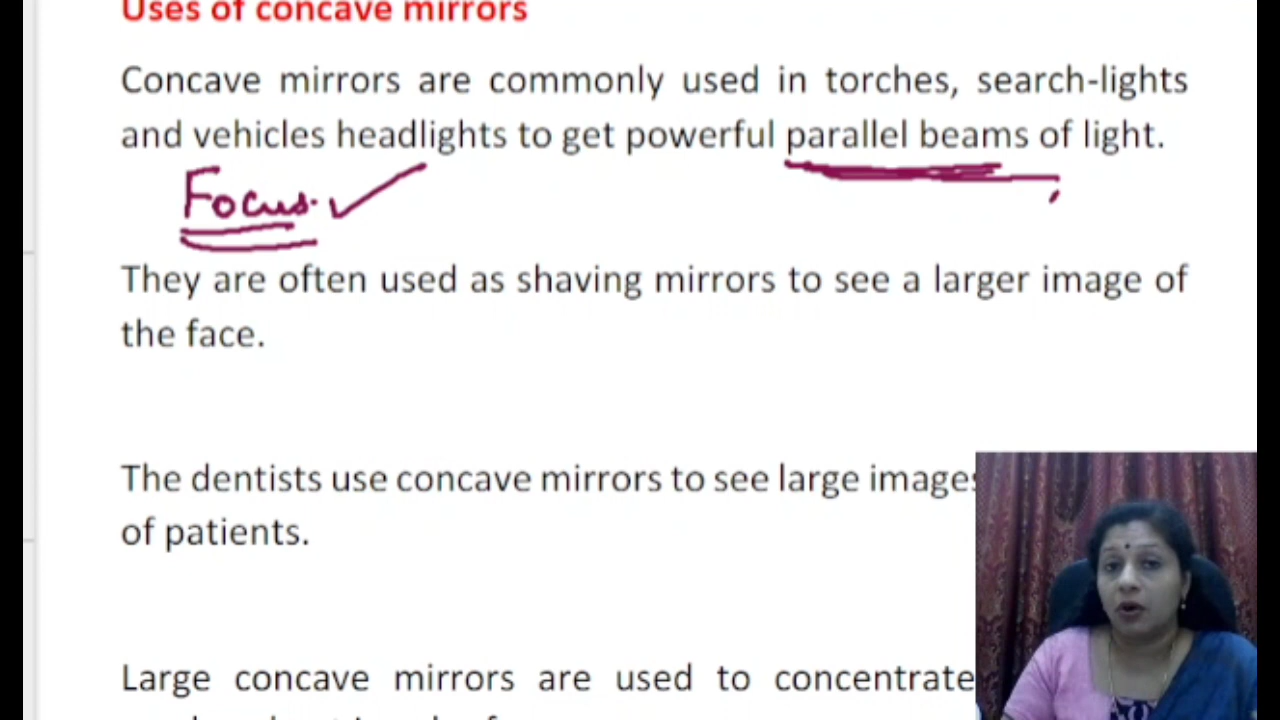 Uses of concave mirrors
Concave mirrors are commonly used in torches, search-lights
and vehicles headlights to get powerful parallel beams of light.
Focus.
They are often used as shaving mirrors to see a larger image of
the face.
The dentists use concave mirrors to see large images
of patients.
Large concave mirrors are used to concentrate